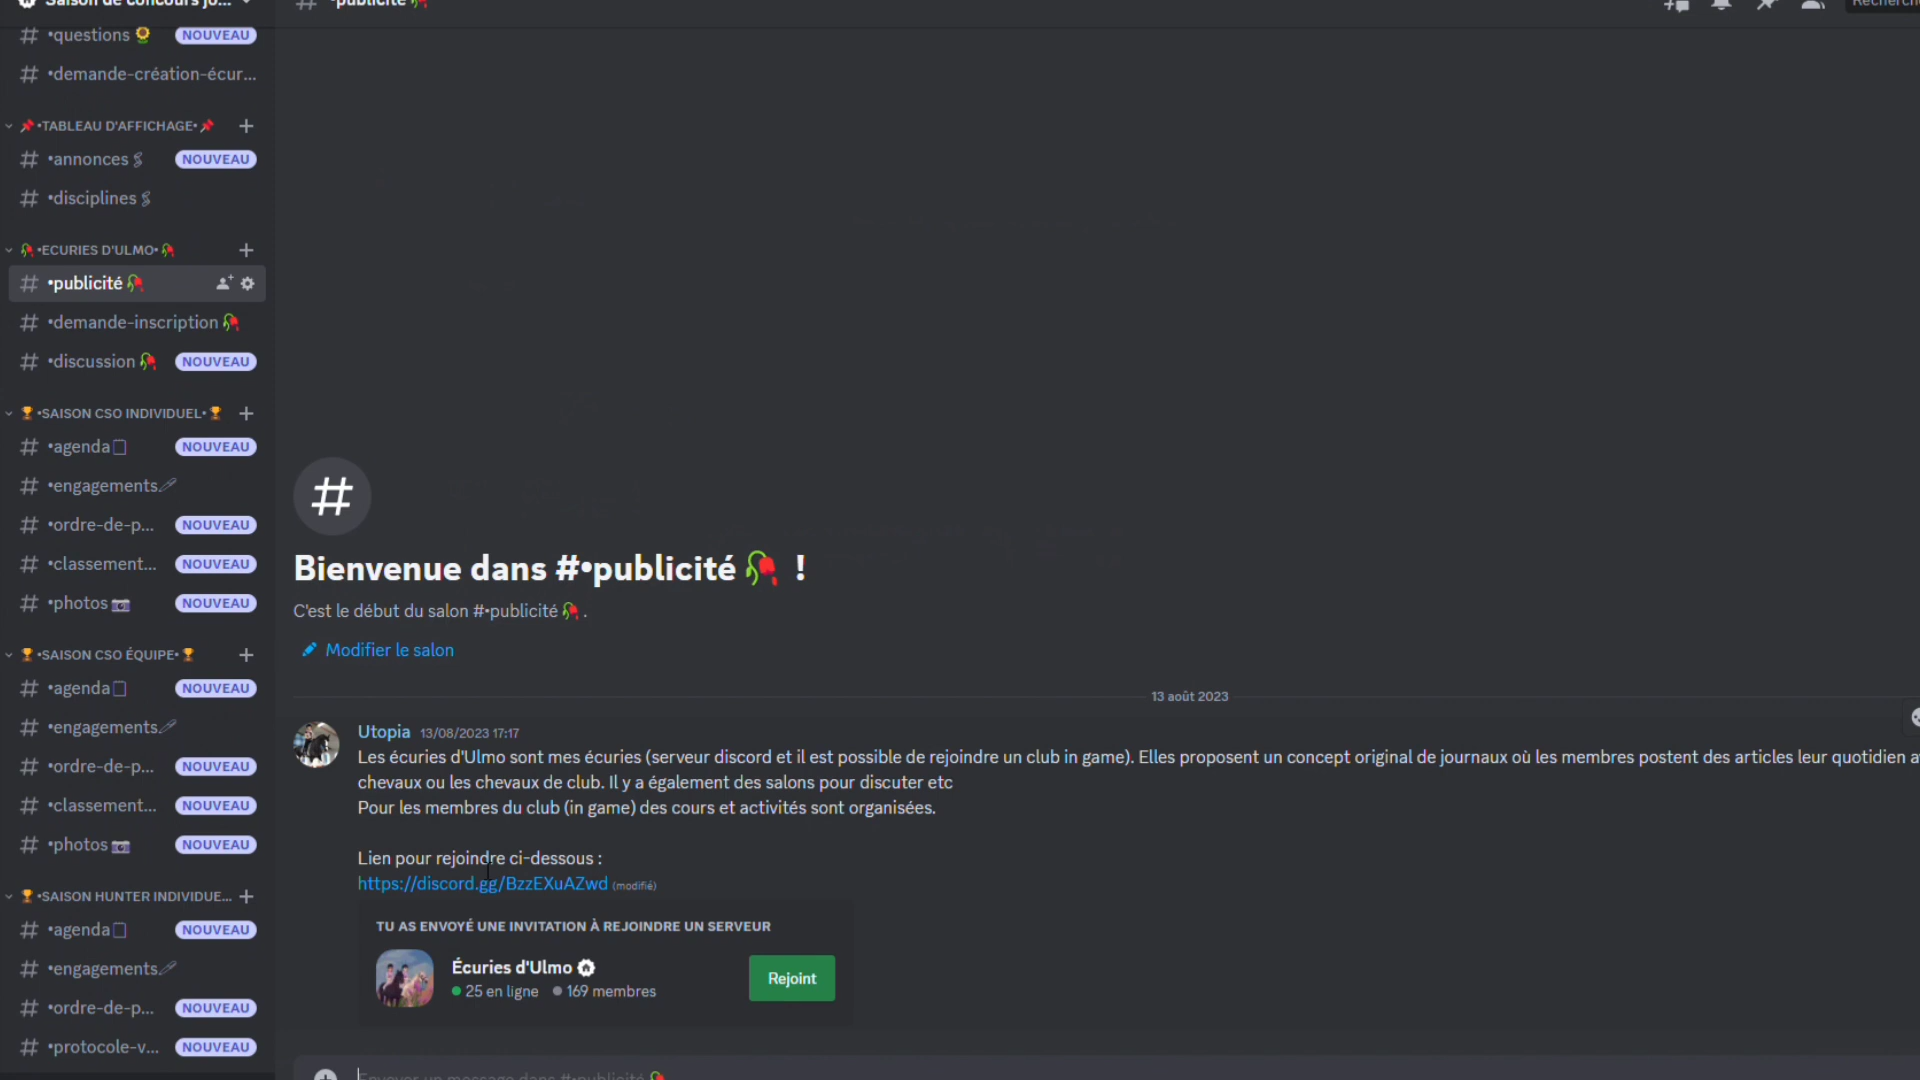 Saison de concours jo...
•questions🌻 NOUVEAU
•demande-création-écur...
📌•TABLEAU D'AFFICHAGE•📌
•annonces🖇 NOUVEAU
•disciplines🖇
🥀•ECURIES D'ULMO•🥀
•publicité🥀
•demande-inscription🥀
•discussion🥀 NOUVEAU
🏆•SAISON CSO INDIVIDUEL•🏆
•agenda🗒 NOUVEAU
•engagements🖊
•ordre-de-p... NOUVEAU
•classement... NOUVEAU
•photos📷 NOUVEAU
🏆•SAISON CSO ÉQUIPE•🏆
•agenda🗒 NOUVEAU
•engagements🖊
•ordre-de-p... NOUVEAU
•classement... NOUVEAU
•photos📷 NOUVEAU
🏆•SAISON HUNTER INDIVIDUE...
•agenda🗒 NOUVEAU
•engagements🖊
•ordre-de-p... NOUVEAU
•protocole-v... NOUVEAU
# •publicité🥀
Recherche
Bienvenue dans #•publicité🥀 !
C'est le début du salon #•publicité🥀.
Modifier le salon
13 août 2023
Utopia 13/08/2023 17:17
Les écuries d'Ulmo sont mes écuries (serveur discord et il est possible de rejoindre un club in game). Elles proposent un concept original de journaux où les membres postent des articles leur quotidien
chevaux ou les chevaux de club. Il y a également des salons pour discuter etc
Pour les membres du club (in game) des cours et activités sont organisées.
Lien pour rejoindre ci-dessous :
https://discord.gg/BzzEXuAZwd (modifié)
TU AS ENVOYÉ UNE INVITATION À REJOINDRE UN SERVEUR
Écuries d'Ulmo
25 en ligne 169 membres
Rejoint
Envoyer un message dans #•publicité🥀